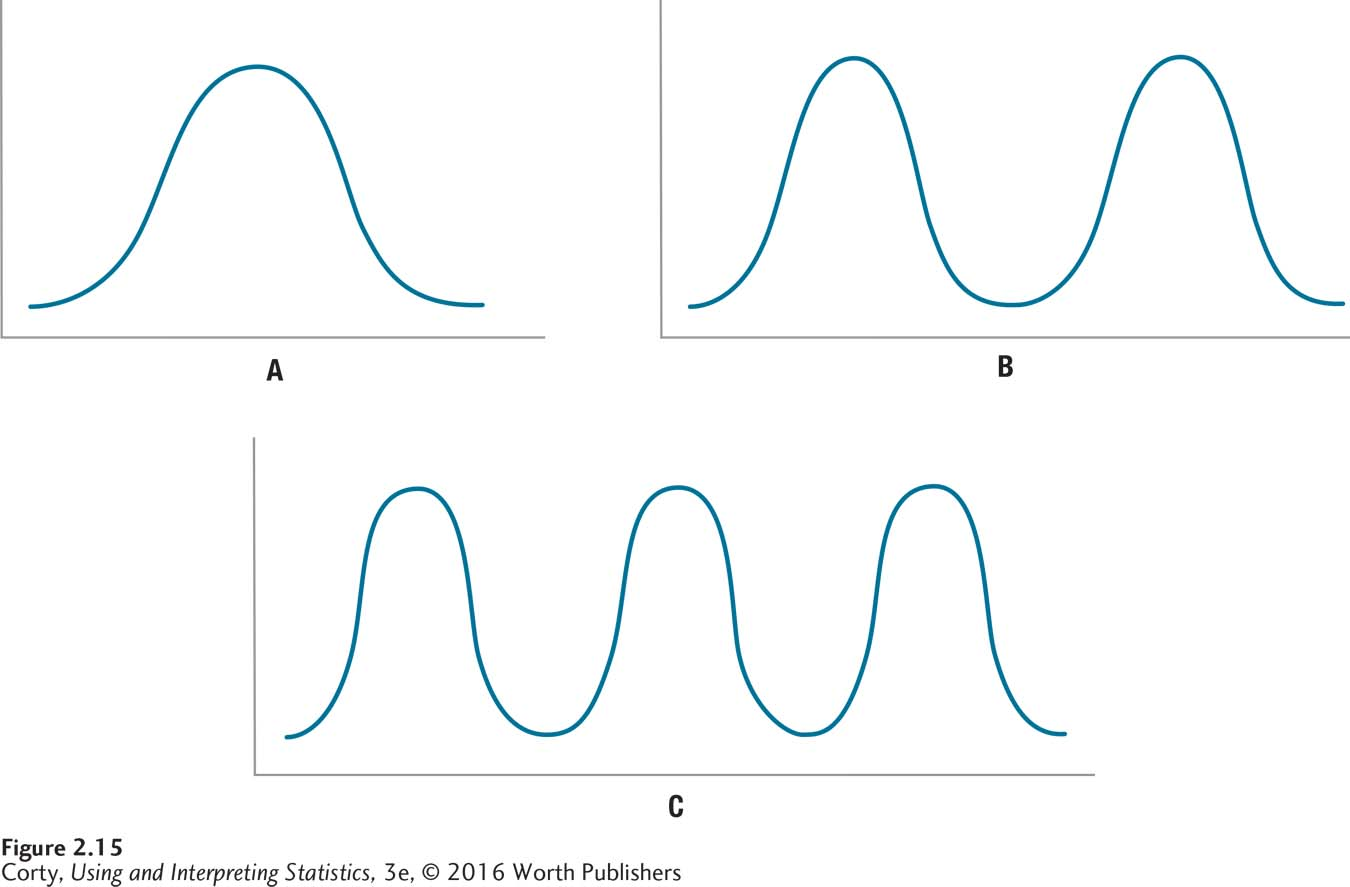 A
B
C
Figure 2.15
Corty, Using and Interpreting Statistics, 3e, © 2016 Worth Publishers